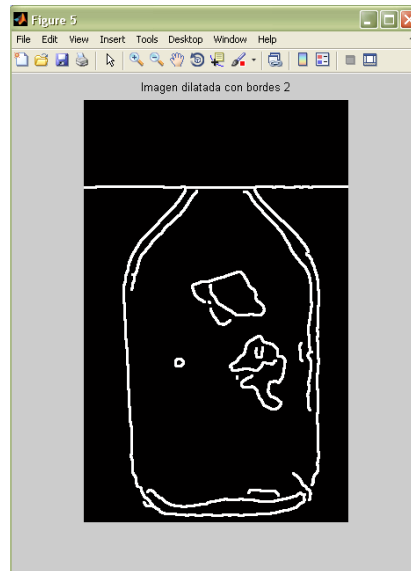 Figure 5
File Edit View Insert Tools Desktop Window Help
Imagen dilatada con bordes 2